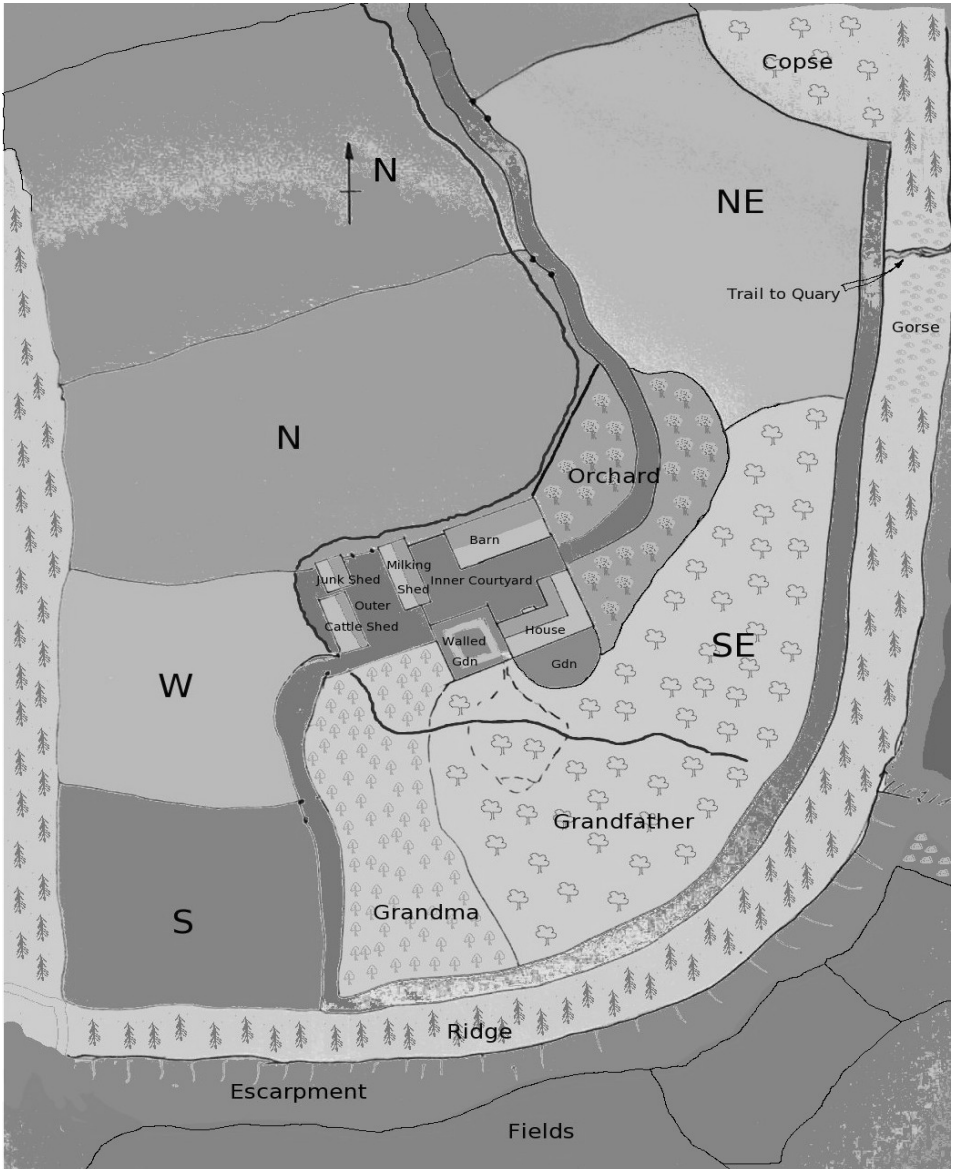 Copse
N
NE
Trail to Quary
Gorse
N
Orchard
Barn
Milking
Shed
Junk Shed
Inner Courtyard
Outer
Cattle Shed
House
Walled
Gdn
Gdn
SE
W
Grandfather
Grandma
S
Ridge
Escarpment
Fields